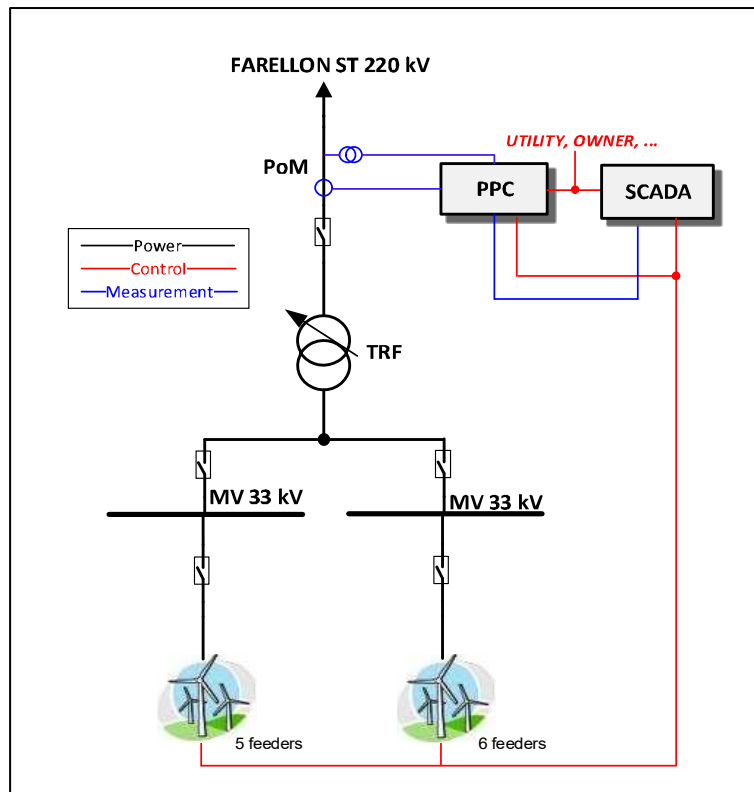 FARELLON ST 220 kV
UTILITY, OWNER, ...
PoM
PPC
SCADA
Power
Control
Measurement
TRF
MV 33 kV
MV 33 kV
5 feeders
6 feeders